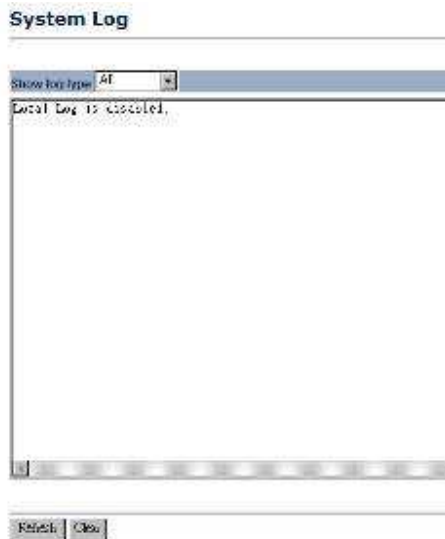 System Log
Show log type All
Local Log is disabled.
Refresh Clear